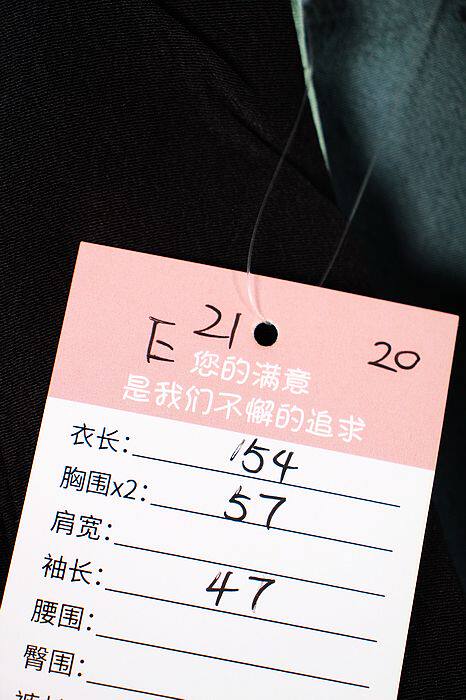 E 21 20
您的满意
是我们不懈的追求
衣长: 154
胸围x2: 57
肩宽:
袖长: 47
腰围:
臀围: